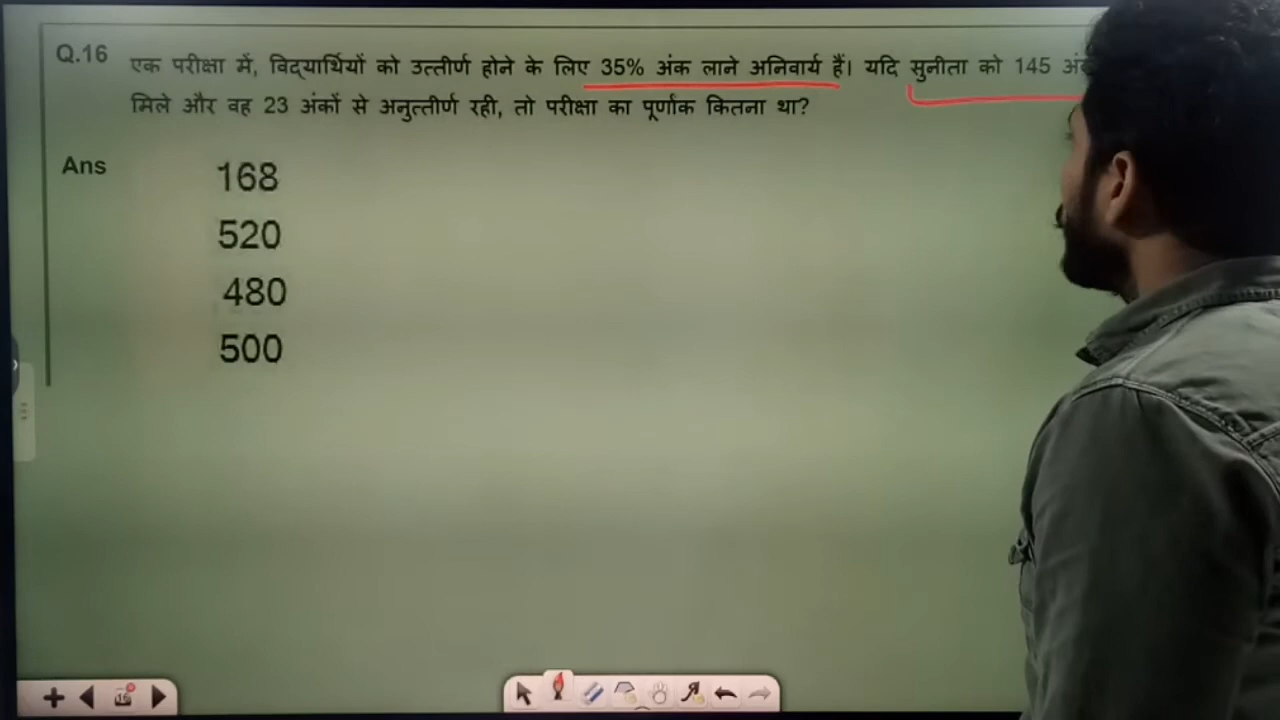 Q.16 एक परीक्षा में, विद्यार्थियों को उत्तीर्ण होने के लिए 35% अंक लाने अनिवार्य हैं। यदि सुनीता को 145
मिले और वह 23 अंकों से अनुत्तीर्ण रही, तो परीक्षा का पूर्णांक कितना था?
Ans 168
520
480
500
16